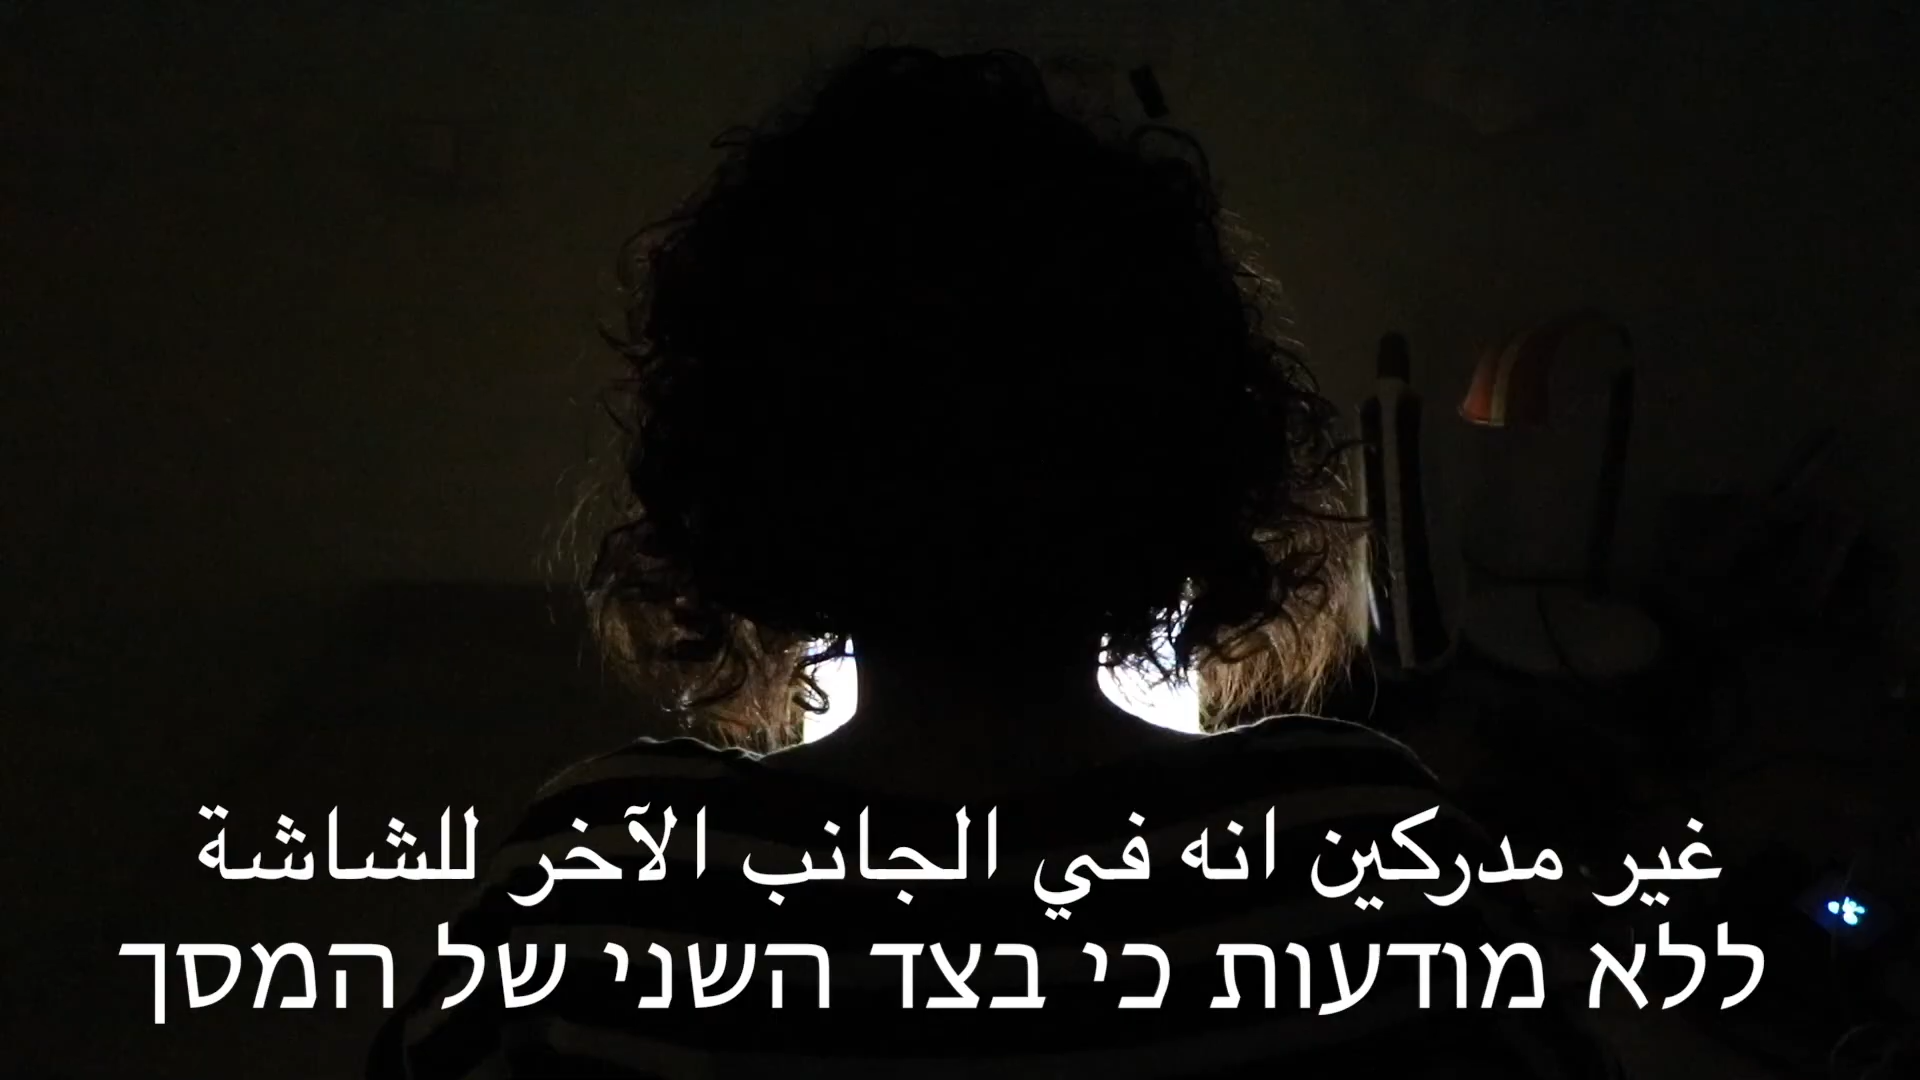 غير مدركين انه في الجانب الآخر للشاشة
ללא מודעות כי בצד השני של המסך